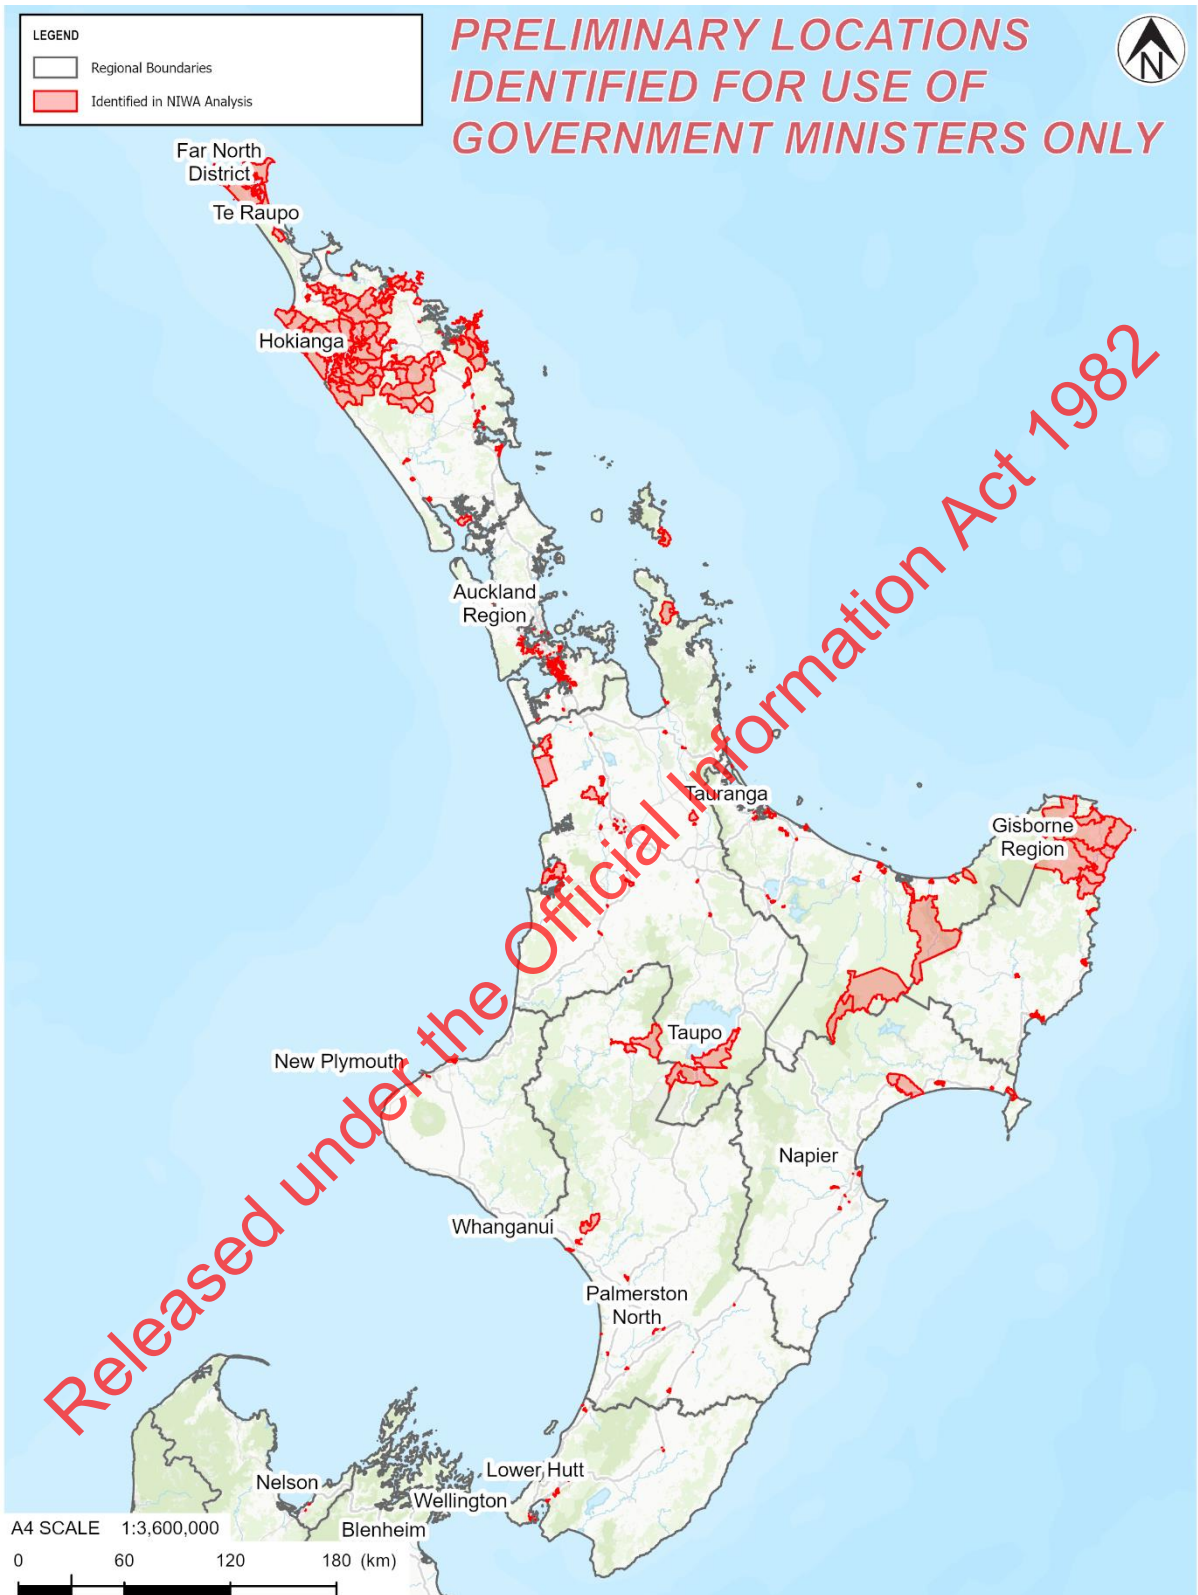 LEGEND
Regional Boundaries
Identified in NIWA Analysis
PRELIMINARY LOCATIONS
IDENTIFIED FOR USE OF
GOVERNMENT MINISTERS ONLY
N
Far North
District
Te Raupo
Hokianga
Auckland
Region
Tauranga
Gisborne
Region
Taupo
New Plymouth
Napier
Whanganui
Palmerston
North
Lower Hutt
Nelson
Wellington
Blenheim
Released under the Official Information Act 1982
A4 SCALE 1:3,600,000
0 60 120 180 (km)